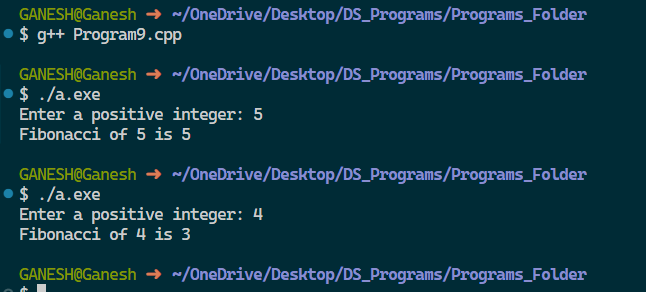 GANESH@Ganesh ➜ ~/OneDrive/Desktop/DS_Programs/Programs_Folder
$ g++ Program9.cpp
GANESH@Ganesh ➜ ~/OneDrive/Desktop/DS_Programs/Programs_Folder
$ ./a.exe
Enter a positive integer: 5
Fibonacci of 5 is 5
GANESH@Ganesh ➜ ~/OneDrive/Desktop/DS_Programs/Programs_Folder
$ ./a.exe
Enter a positive integer: 4
Fibonacci of 4 is 3
GANESH@Ganesh ➜ ~/OneDrive/Desktop/DS_Programs/Programs_Folder
$